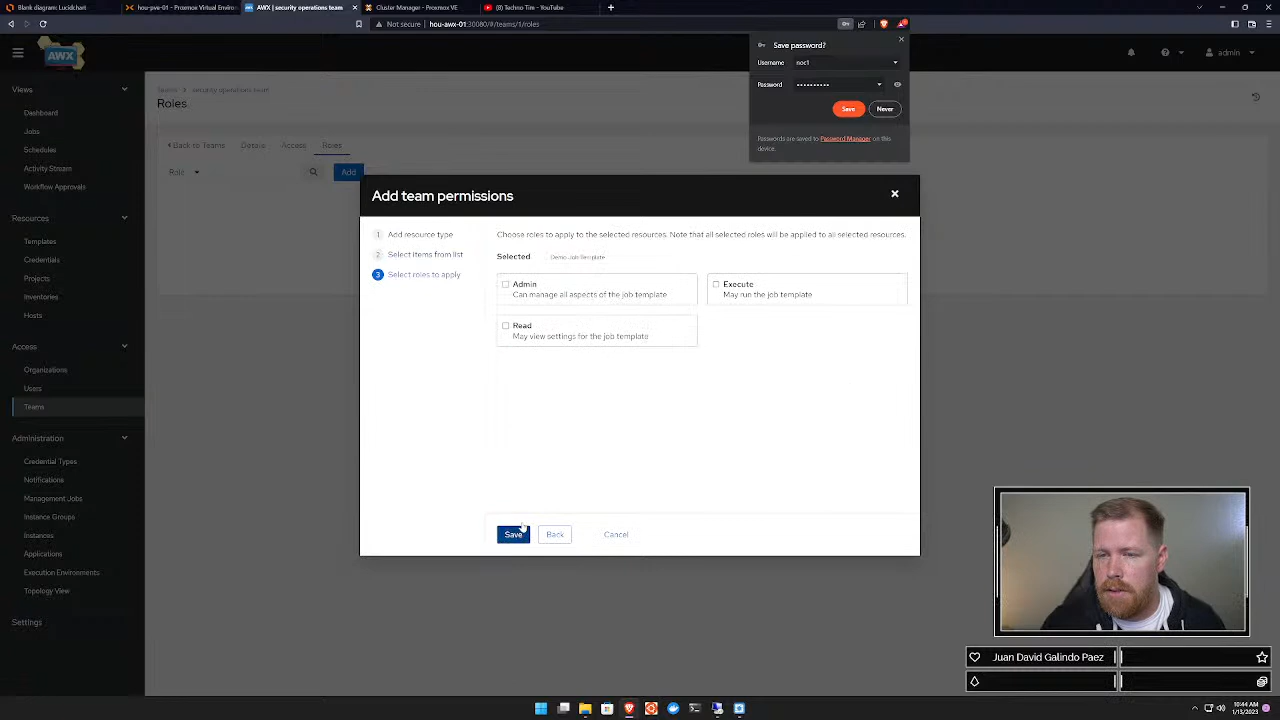 Blank diagram: Lucidchart
hou-pve-01 - Proxmox Virtual Enviro
AWX | security operations team
Cluster Manager - Proxmox VE
(6) Techno Tim - YouTube
Not secure
hou-awx-01:30080/#/teams/1/roles
Save password?
Username
noc1
Password
Save
Never
Passwords are saved to Password Manager on this
device.
AWX
admin
Views
Dashboard
Jobs
Schedules
Activity Stream
Workflow Approvals
Resources
Templates
Credentials
Projects
Inventories
Hosts
Access
Organizations
Users
Teams
Administration
Credential Types
Notifications
Management Jobs
Instance Groups
Instances
Applications
Execution Environments
Topology View
Settings
Teams
security operations team
Roles
Back to Teams
Details
Access
Roles
Role
Add
Add team permissions
1 Add resource type
2 Select items from list
3 Select roles to apply
Choose roles to apply to the selected resources. Note that all selected roles will be applied to all selected resources.
Selected
Demo Job Template
Admin
Can manage all aspects of the job template
Execute
May run the job template
Read
May view settings for the job template
Save
Back
Cancel
Juan David Galindo Paez
10:44 AM
1/13/2023